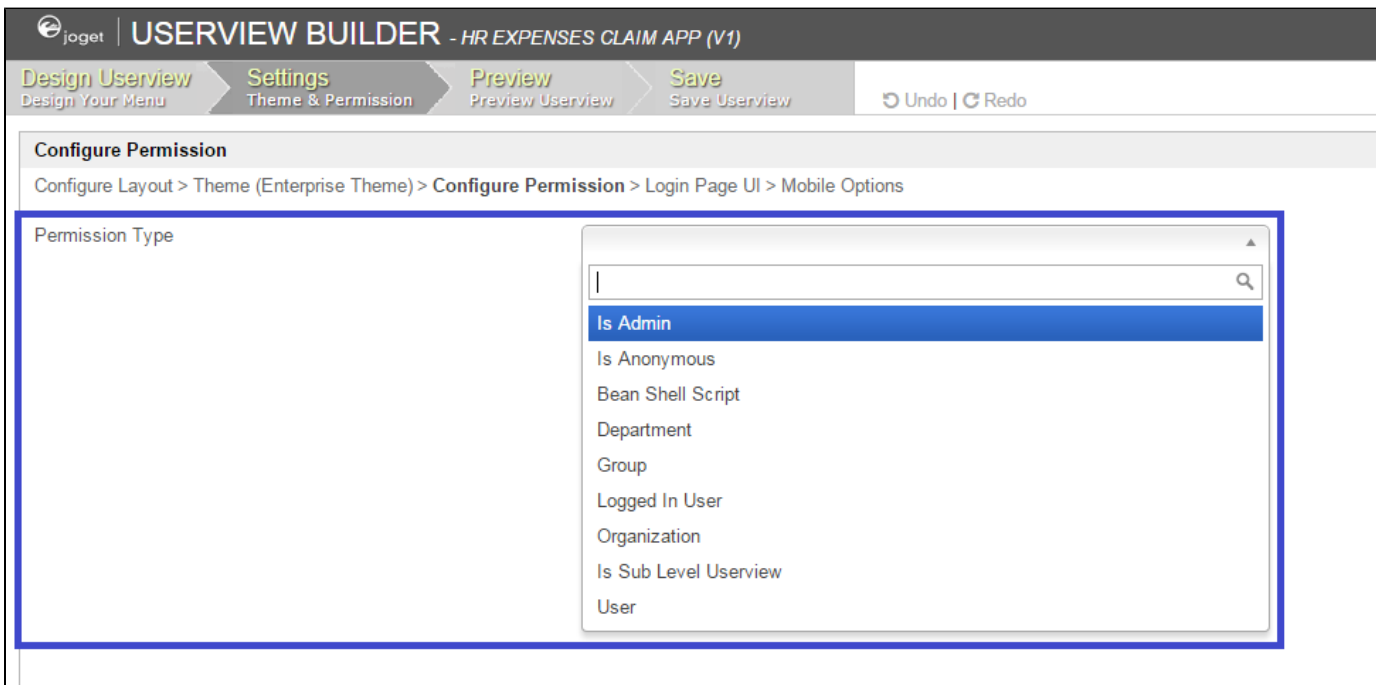 joget | USERVIEW BUILDER - HR EXPENSES CLAIM APP (V1)
Design Userview Settings Preview Save
Design Your Menu Theme & Permission Preview Userview Save Userview Undo | Redo
Configure Permission
Configure Layout > Theme (Enterprise Theme) > Configure Permission > Login Page UI > Mobile Options
Permission Type
Is Admin
Is Anonymous
Bean Shell Script
Department
Group
Logged In User
Organization
Is Sub Level Userview
User